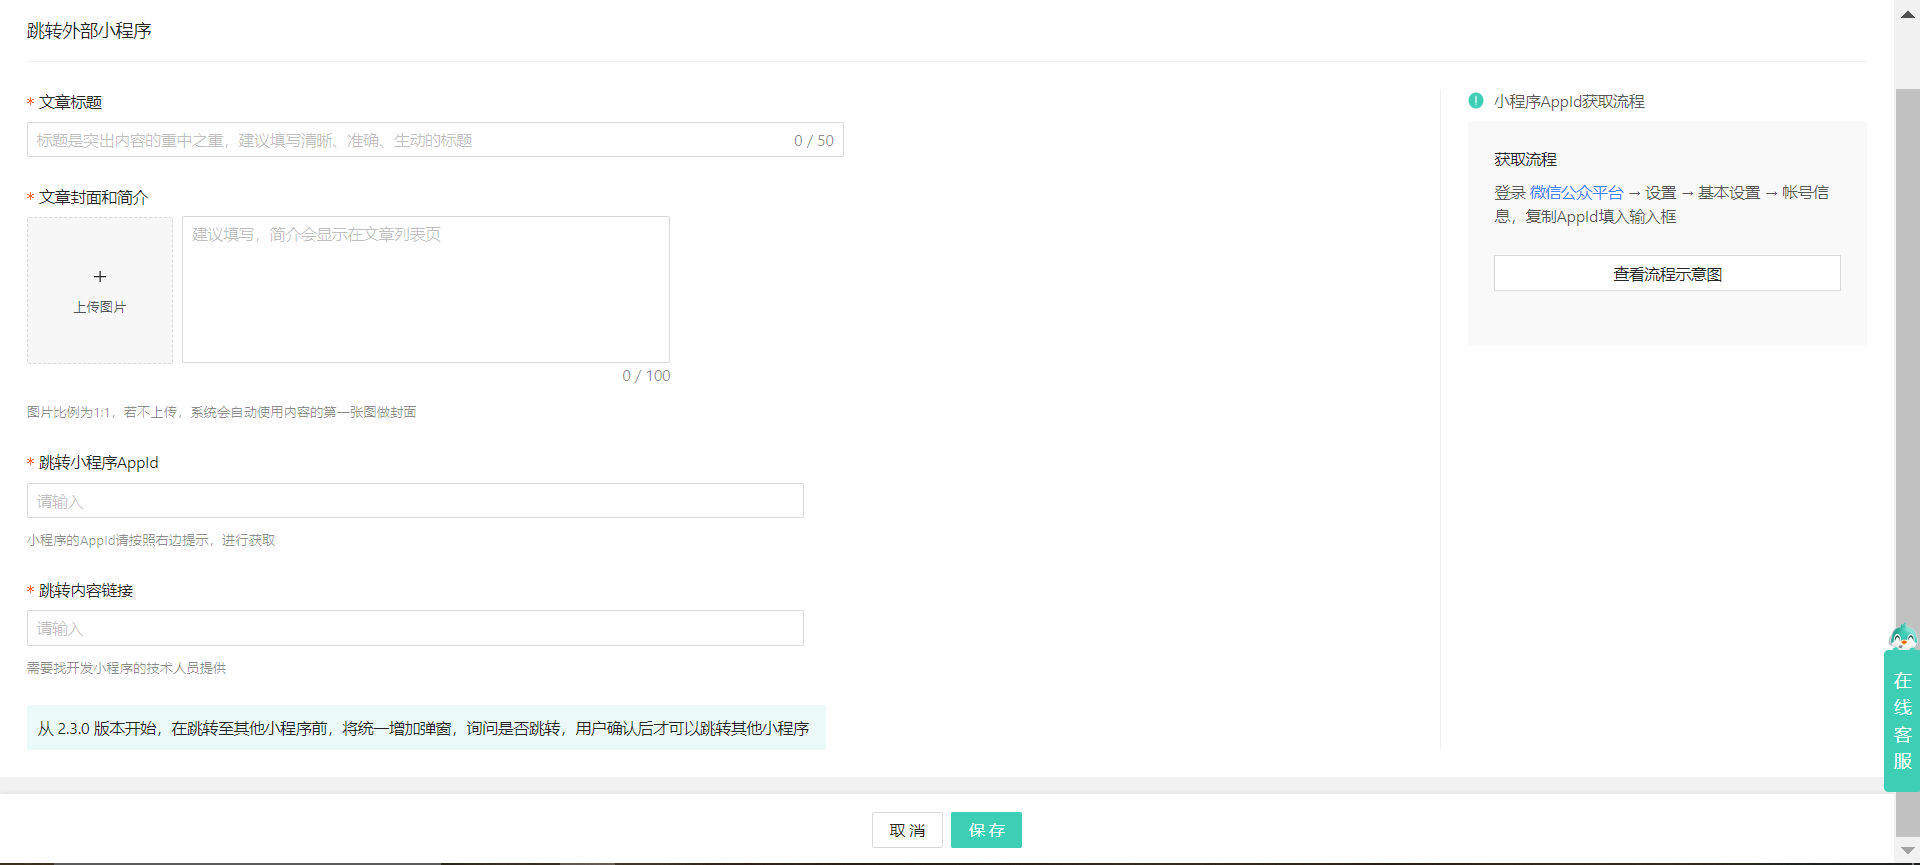 跳转外部小程序
* 文章标题
标题是突出内容的重中之重，建议填写清晰、准确、生动的标题
0 / 50
* 文章封面和简介
+
上传图片
建议填写，简介会显示在文章列表页
0 / 100
图片比例为1:1，若不上传，系统会自动使用内容的第一张图做封面
* 跳转小程序AppId
请输入
小程序的AppId请按照右边提示，进行获取
* 跳转内容链接
请输入
需要找开发小程序的技术人员提供
从 2.3.0 版本开始，在跳转至其他小程序前，将统一增加弹窗，询问是否跳转，用户确认后才可以跳转其他小程序
小程序AppId获取流程
获取流程
登录 微信公众平台 → 设置 → 基本设置 → 帐号信
息，复制AppId填入输入框
查看流程示意图
在线客服
取 消
保 存